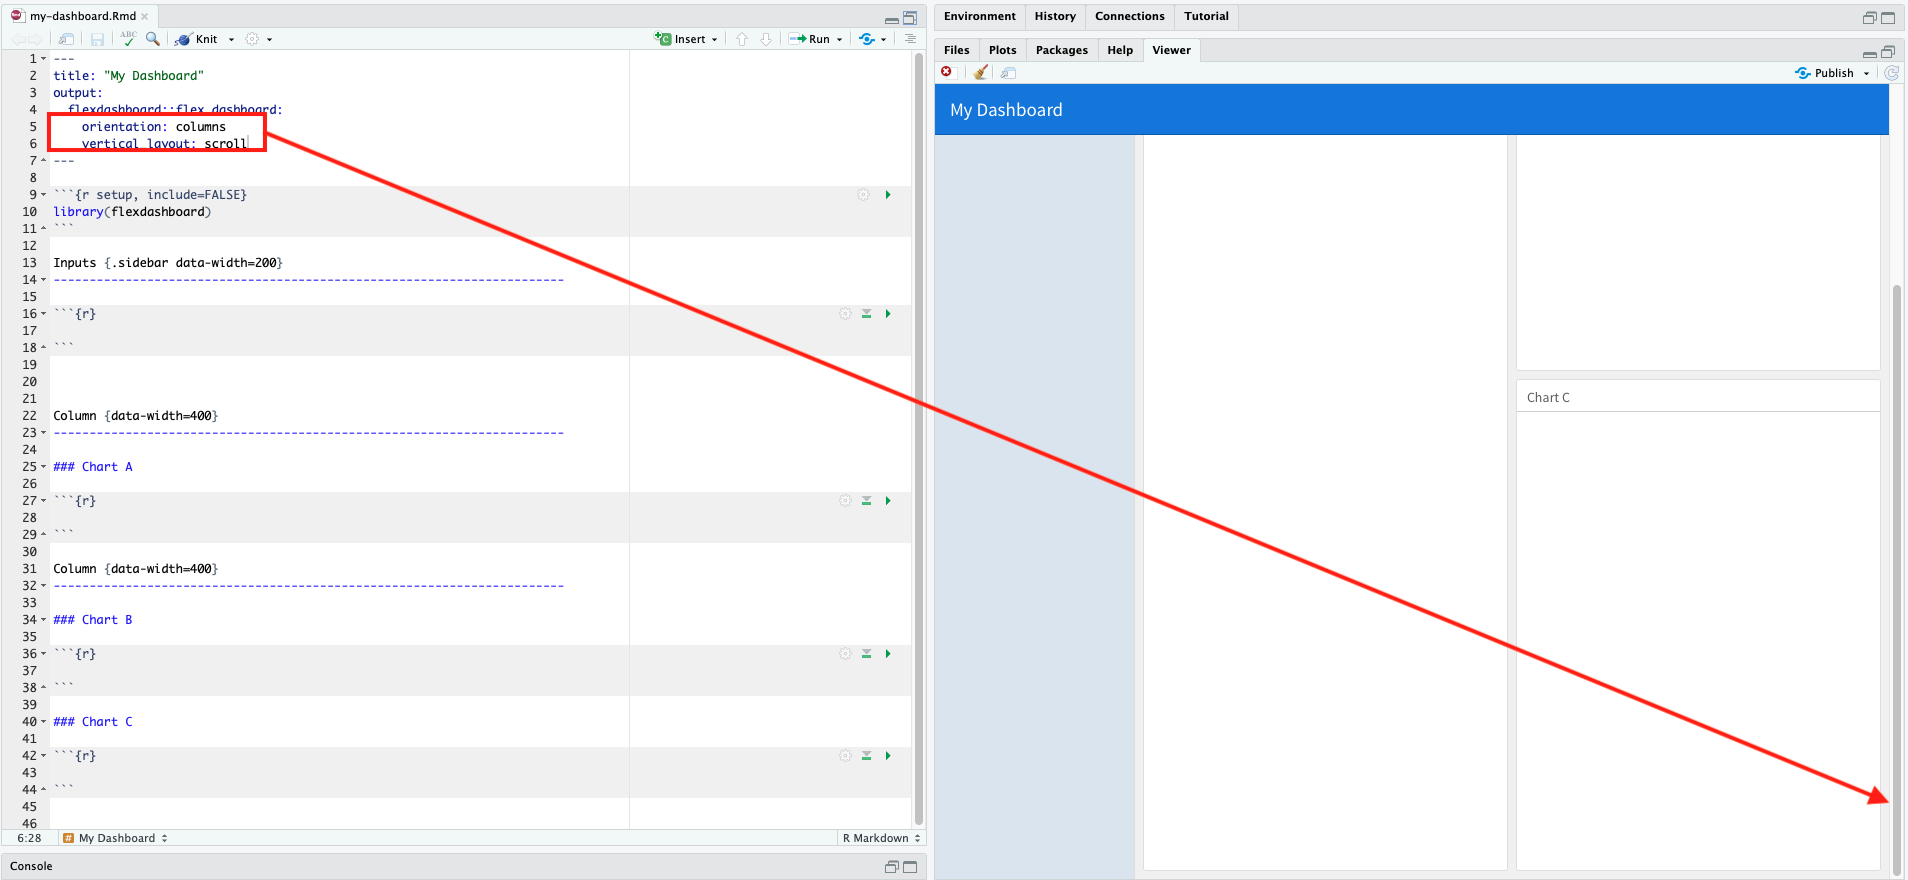 my-dashboard.Rmd
ABC
Knit
Insert
Run
1 ---
2 title: "My Dashboard"
3 output:
4   flexdashboard::flex_dashboard:
5     orientation: columns
6     vertical_layout: scroll
7 ---
8
9 ```{r setup, include=FALSE}
10 library(flexdashboard)
11 ```
12
13 Inputs {.sidebar data-width=200}
14 -----------------------------------------------------------------------
15
16 ```{r}
17
18 ```
19
20
21
22 Column {data-width=400}
23 -----------------------------------------------------------------------
24
25 ### Chart A
26
27 ```{r}
28
29 ```
30
31 Column {data-width=400}
32 -----------------------------------------------------------------------
33
34 ### Chart B
35
36 ```{r}
37
38 ```
39
40 ### Chart C
41
42 ```{r}
43
44 ```
45
46
6:28 # My Dashboard R Markdown
Console
Environment History Connections Tutorial
Files Plots Packages Help Viewer
Publish
My Dashboard
Chart C